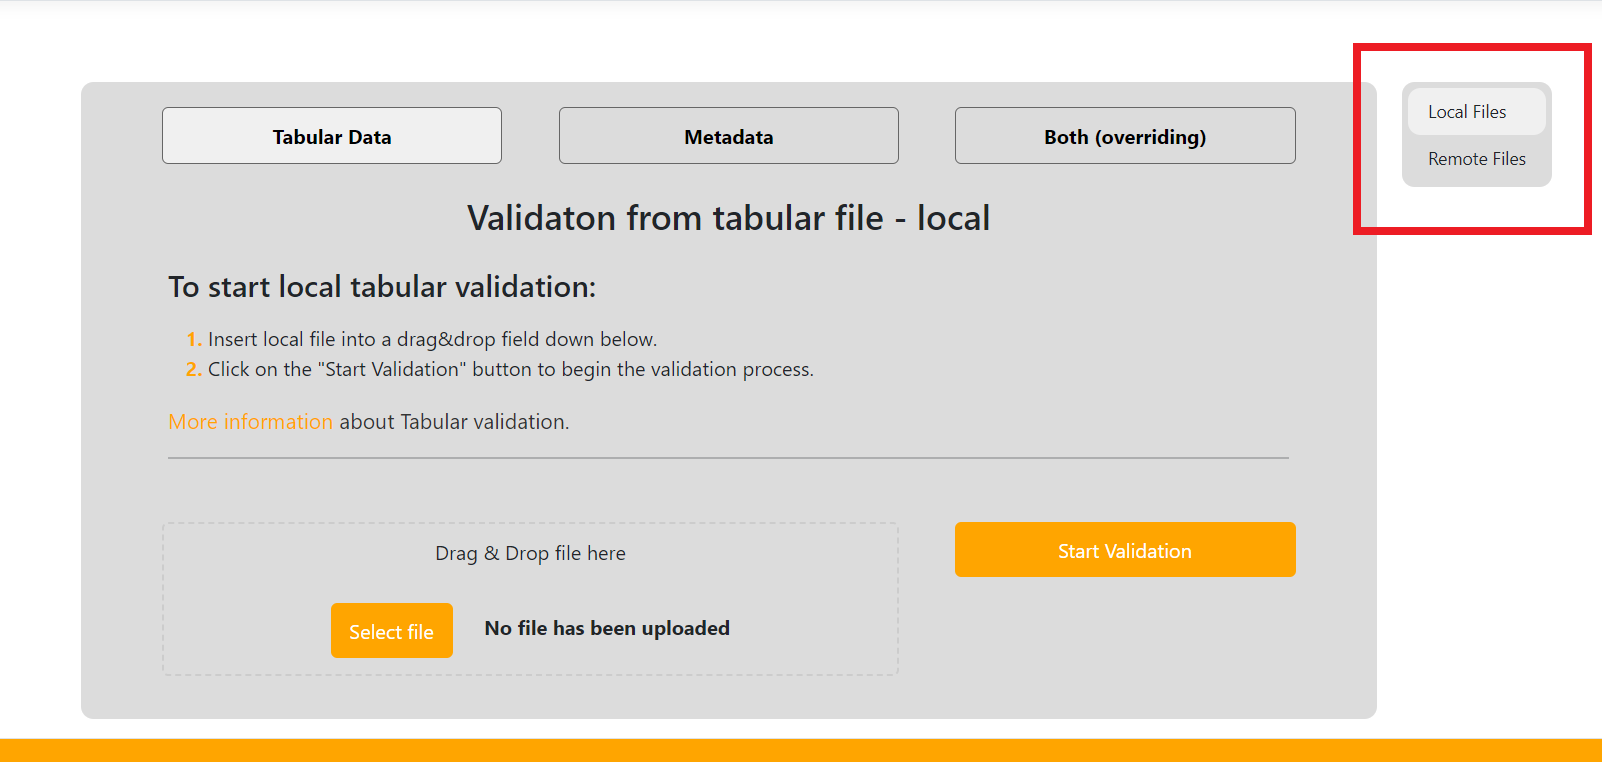 Tabular Data
Metadata
Both (overriding)
Local Files
Remote Files
Validaton from tabular file - local
To start local tabular validation:
1. Insert local file into a drag&drop field down below.
2. Click on the "Start Validation" button to begin the validation process.
More information about Tabular validation.
Drag & Drop file here
Start Validation
Select file
No file has been uploaded